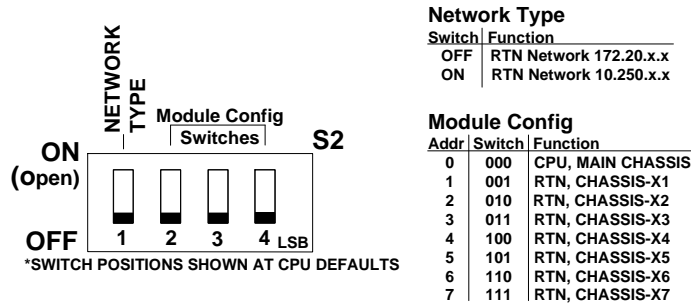 NETWORK
TYPE
Module Config
Switches
S2
ON
(Open)
OFF
1 2 3 4 LSB
*SWITCH POSITIONS SHOWN AT CPU DEFAULTS
Network Type
Switch Function
OFF RTN Network 172.20.x.x
ON RTN Network 10.250.x.x
Module Config
Addr Switch Function
0 000 CPU, MAIN CHASSIS
1 001 RTN, CHASSIS-X1
2 010 RTN, CHASSIS-X2
3 011 RTN, CHASSIS-X3
4 100 RTN, CHASSIS-X4
5 101 RTN, CHASSIS-X5
6 110 RTN, CHASSIS-X6
7 111 RTN, CHASSIS-X7